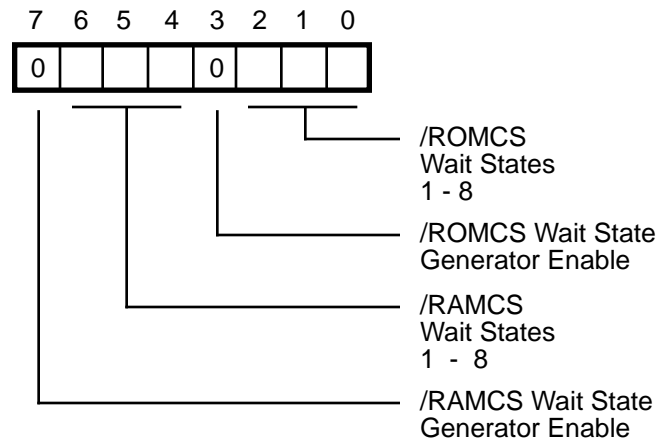 7 6 5 4 3 2 1 0
0 0
/ROMCS
Wait States
1 - 8
/ROMCS Wait State
Generator Enable
/RAMCS
Wait States
1 - 8
/RAMCS Wait State
Generator Enable